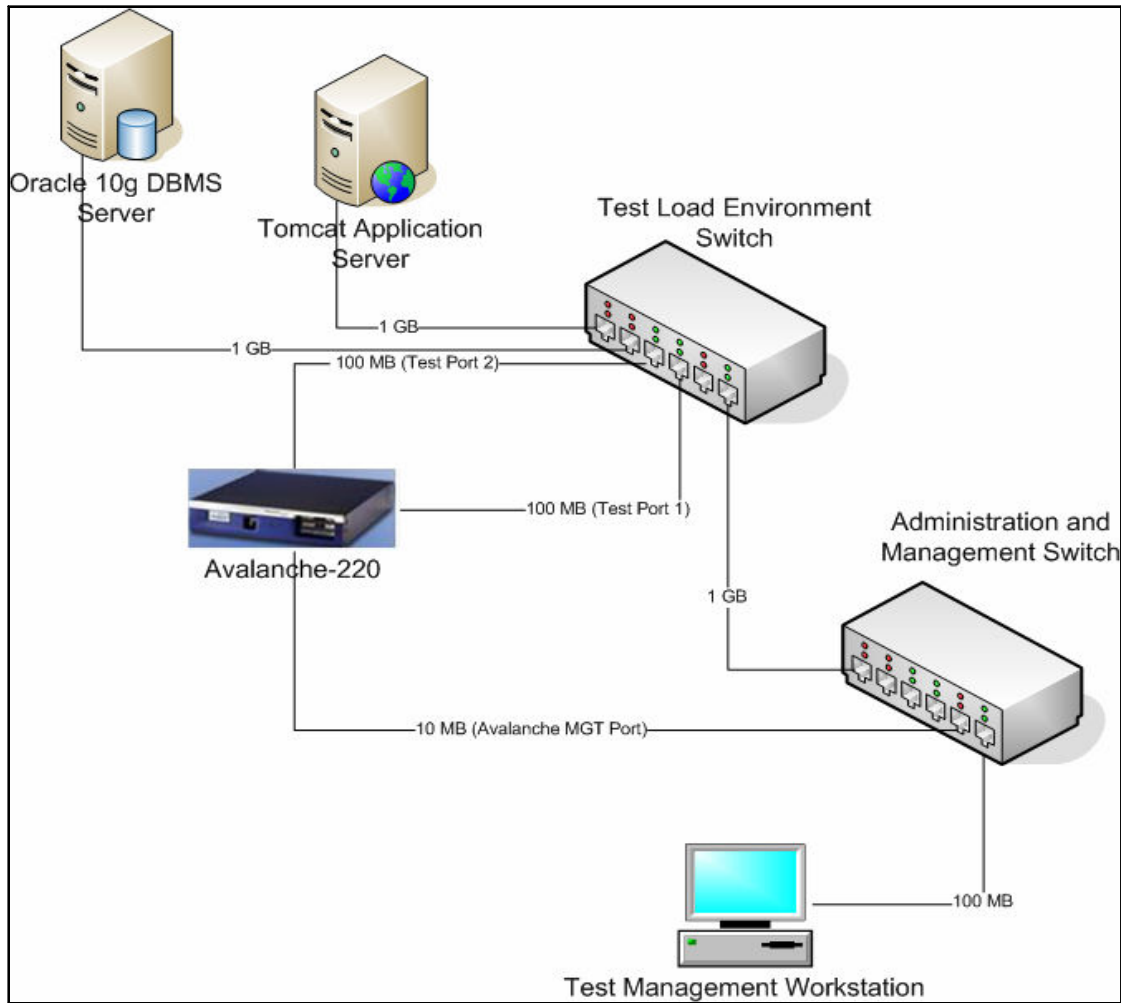 Oracle 10g DBMS
Server
Tomcat Application
Server
Test Load Environment
Switch
1 GB
1 GB
100 MB (Test Port 2)
100 MB (Test Port 1)
Avalanche-220
Administration and
Management Switch
1 GB
10 MB (Avalanche MGT Port)
100 MB
Test Management Workstation